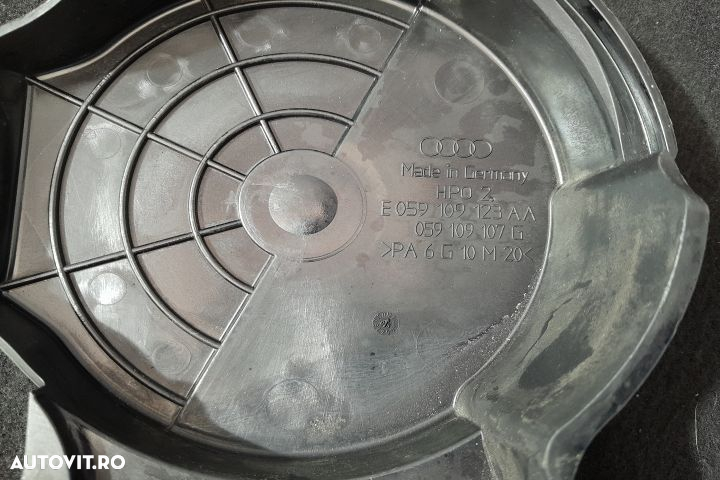 Made in Germany
HPO 2
E 059 109 123 AA
059 109 107 G
>PA 6 G 10 M 20<
AUTOVIT.RO